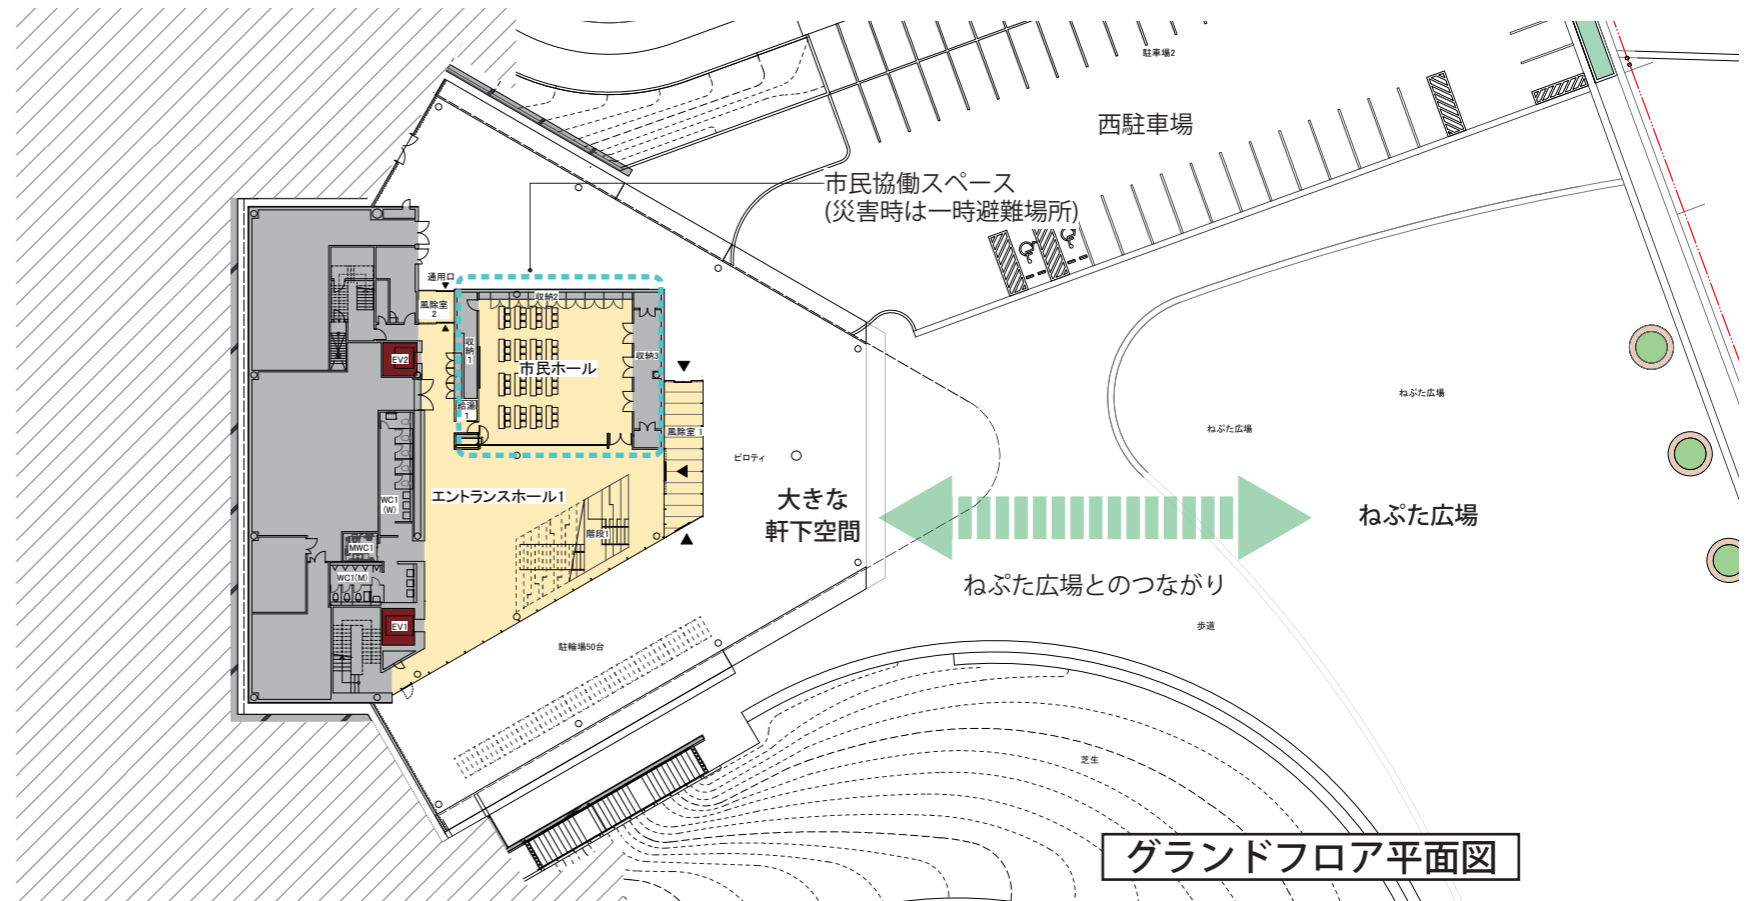 駐車場2
西駐車場
市民協働スペース
(災害時は一時避難場所)
通用口
風除室
2
収納2
収納1
収納3
EV2
市民ホール
給湯
1
風除室 1
ねぷた広場
ねぷた広場
ピロティ
エントランスホール1
WC1
(W)
大きな
軒下空間
ねぷた広場
階段1
MWC1
WC1(M)
ねぷた広場とのつながり
EV1
歩道
駐輪場50台
芝生
グランドフロア平面図